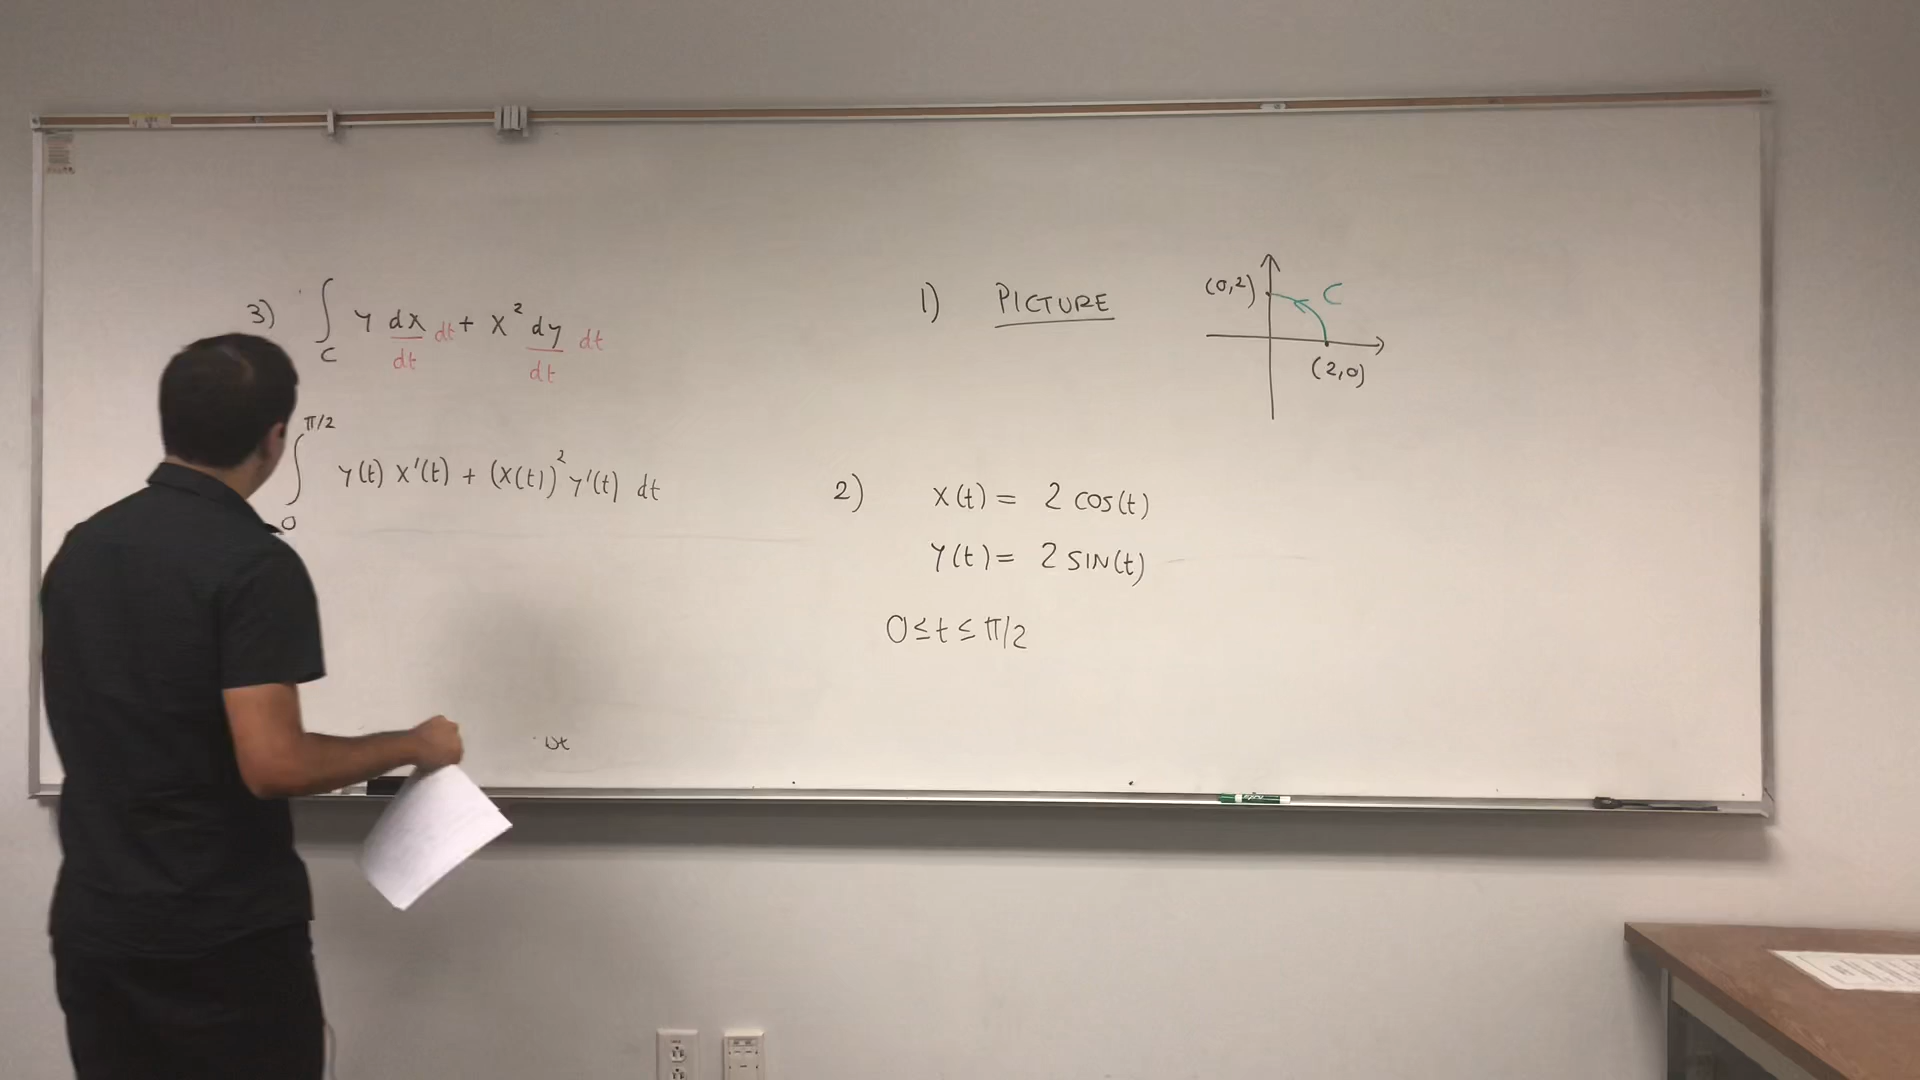 3) ∫_C y dx/dt dt + x² dy/dt dt
∫_0^{π/2} y(t) x'(t) + (x(t))² y'(t) dt
1) PICTURE
(0,2)
C
(2,0)
2) x(t) = 2 cos(t)
y(t) = 2 SIN(t)
0 ≤ t ≤ π/2